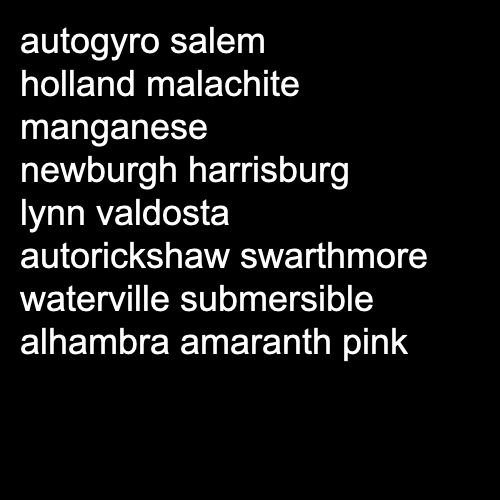 autogyro salem
holland malachite
manganese
newburgh harrisburg
lynn valdosta
autorickshaw swarthmore
waterville submersible
alhambra amaranth pink